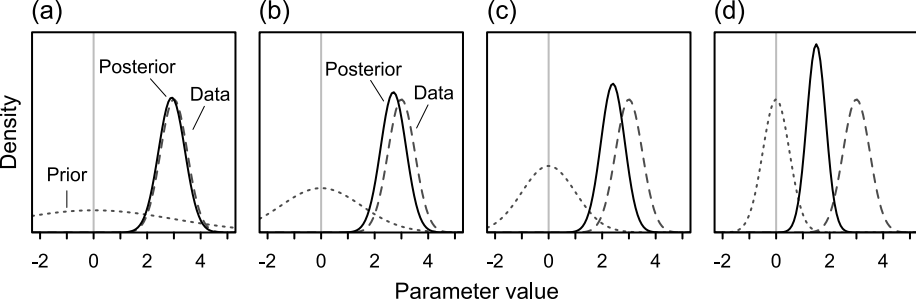 (a) (b) (c) (d)
Posterior
Data
Prior
Posterior
Data
Density
-2 0 2 4 -2 0 2 4 -2 0 2 4 -2 0 2 4
Parameter value